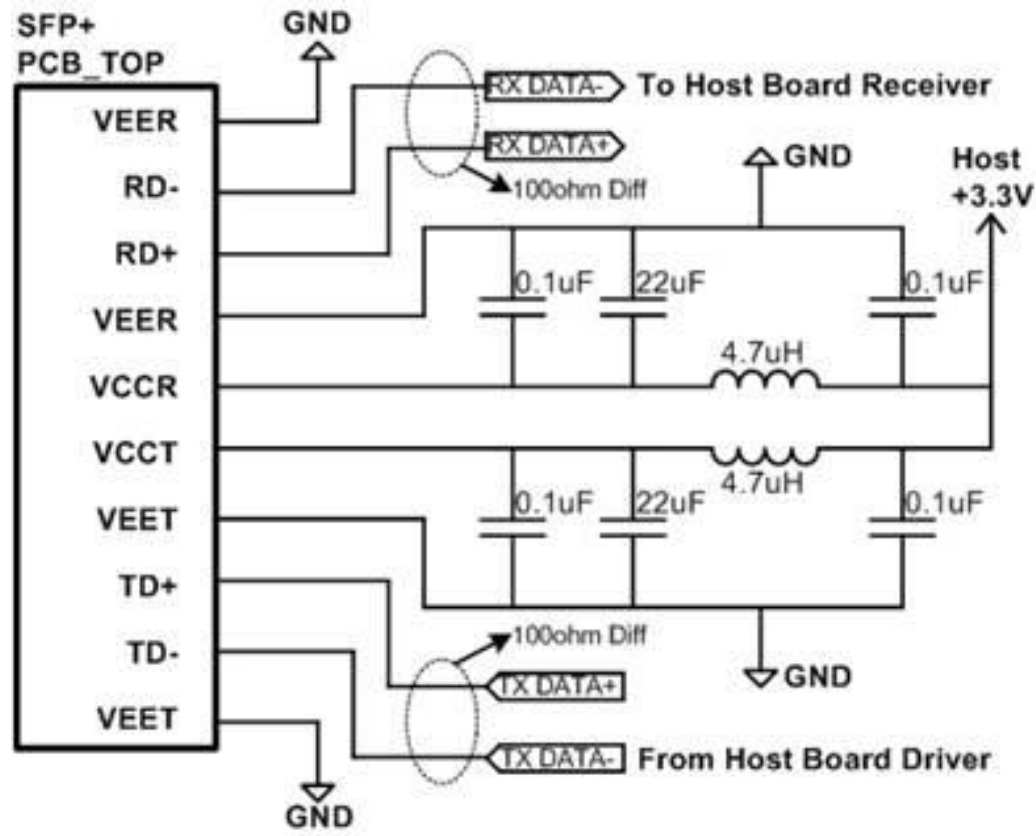 SFP+
PCB_TOP
GND
VEER
RD-
RD+
VEER
VCCR
VCCT
VEET
TD+
TD-
VEET
RX DATA-
To Host Board Receiver
RX DATA+
100ohm Diff
GND
Host
+3.3V
0.1uF
22uF
0.1uF
4.7uH
4.7uH
0.1uF
22uF
0.1uF
100ohm Diff
TX DATA+
GND
TX DATA-
From Host Board Driver
GND